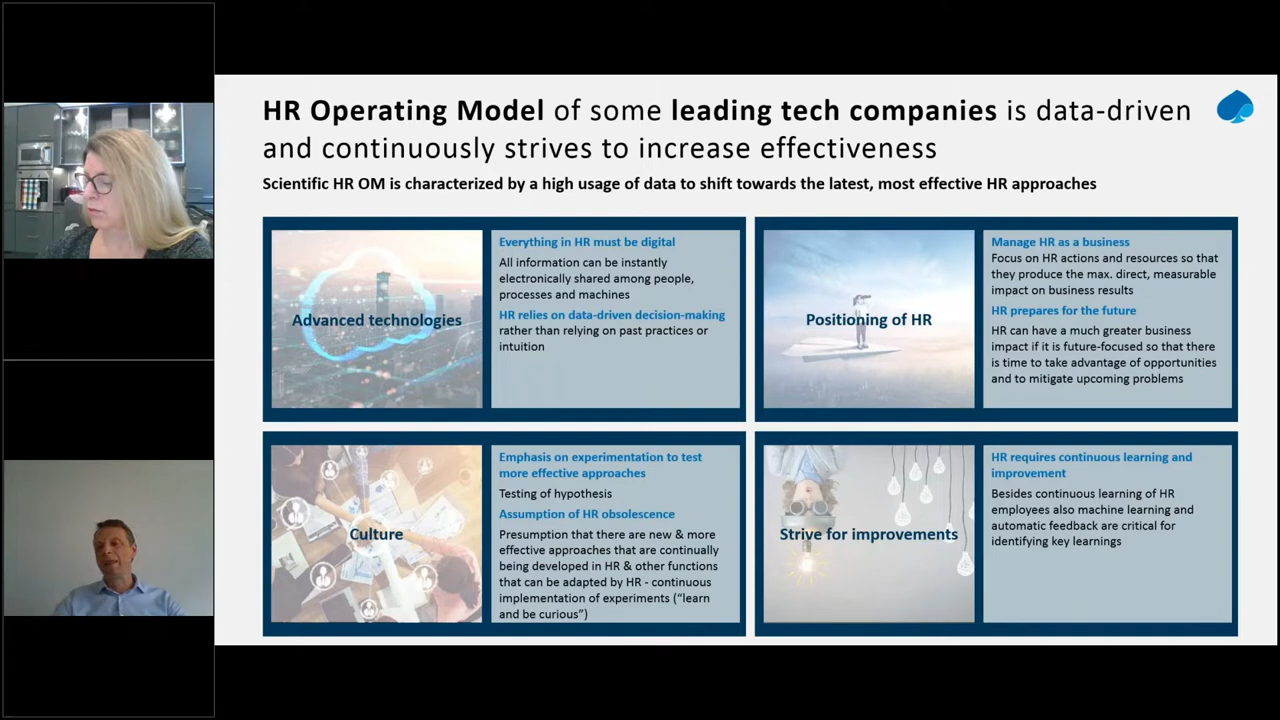 HR Operating Model of some leading tech companies is data-driven
and continuously strives to increase effectiveness
Scientific HR OM is characterized by a high usage of data to shift towards the latest, most effective HR approaches
Advanced technologies
Everything in HR must be digital
All information can be instantly
electronically shared among people,
processes and machines
HR relies on data-driven decision-making
rather than relying on past practices or
intuition
Positioning of HR
Manage HR as a business
Focus on HR actions and resources so that
they produce the max. direct, measurable
impact on business results
HR prepares for the future
HR can have a much greater business
impact if it is future-focused so that there
is time to take advantage of opportunities
and to mitigate upcoming problems
Culture
Emphasis on experimentation to test
more effective approaches
Testing of hypothesis
Assumption of HR obsolescence
Presumption that there are new & more
effective approaches that are continually
being developed in HR & other functions
that can be adapted by HR - continuous
implementation of experiments (“learn
and be curious”)
Strive for improvements
HR requires continuous learning and
improvement
Besides continuous learning of HR
employees also machine learning and
automatic feedback are critical for
identifying key learnings